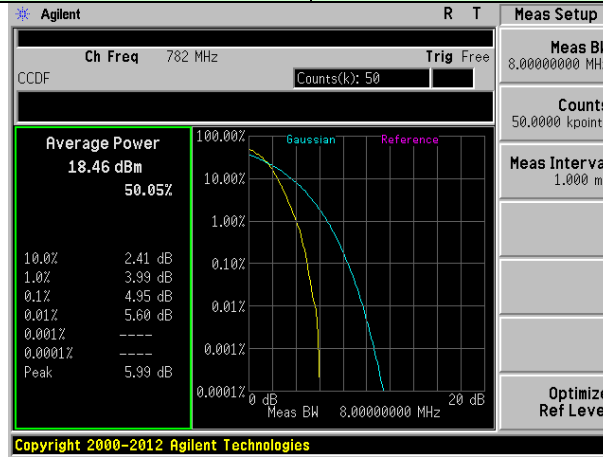 Agilent R T Meas Setup
Ch Freq 782 MHz Trig Free
CCDF Counts(k): 50
Meas B
8.00000000 MH
Counts
50.0000 kpoint
Meas Interva
1.000 m
Optimize
Ref Leve
Average Power
18.46 dBm
50.05%
10.0% 2.41 dB
1.0% 3.99 dB
0.1% 4.95 dB
0.01% 5.60 dB
0.001% ----
0.0001% ----
Peak 5.99 dB
Gaussian Reference
100.00%
10.00%
1.00%
0.10%
0.01%
0.001%
0.0001%
0 dB 20 dB
Meas BW 8.00000000 MHz
Copyright 2000-2012 Agilent Technologies